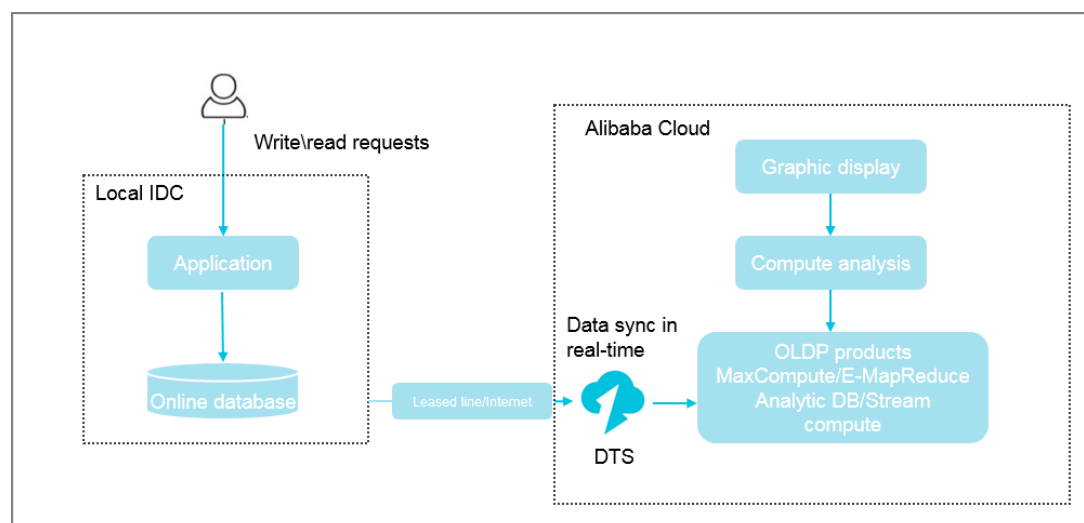 Write\read requests
Local IDC
Application
Online database
Leased line/Internet
Alibaba Cloud
Graphic display
Compute analysis
Data sync in
real-time
DTS
OLDP products
MaxCompute/E-MapReduce
Analytic DB/Stream
compute